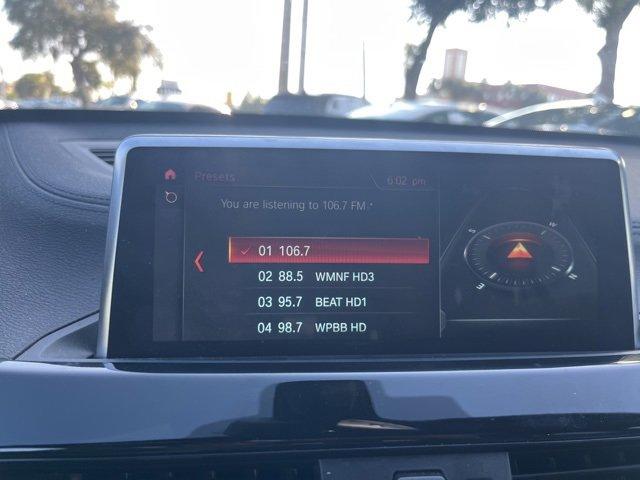 Presets
6:02 pm
You are listening to 106.7 FM.
01 106.7
02 88.5 WMNF HD3
03 95.7 BEAT HD1
04 98.7 WPBB HD
S
W
E
N